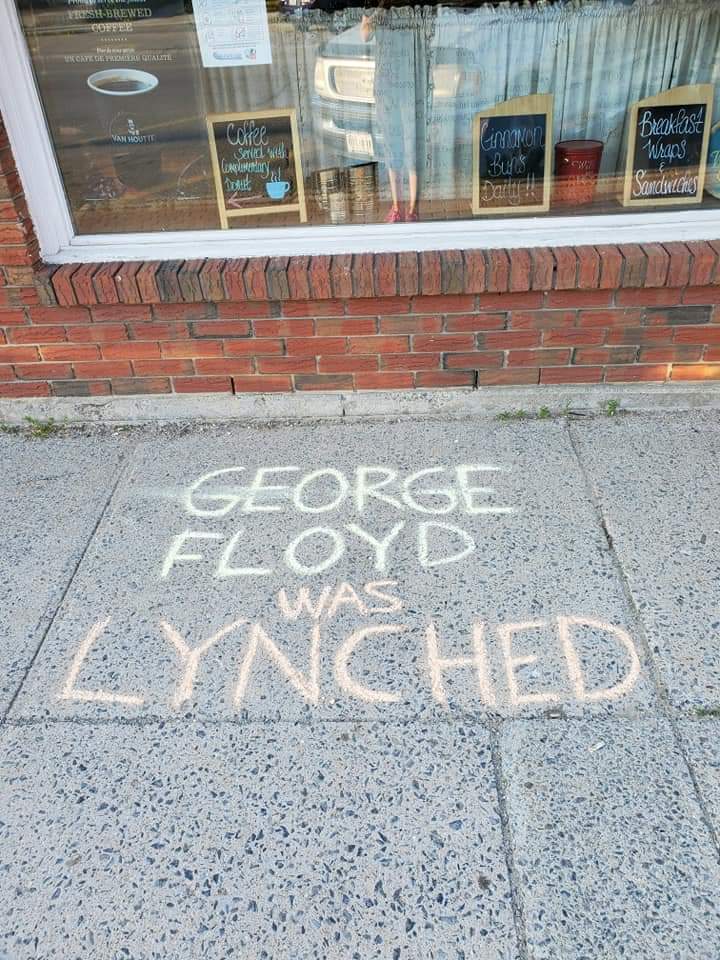 FRESH-BREWED
COFFEE
UN CAFÉ DE PREMIÈRE QUALITÉ
VAN HOUTTE
Coffee
Served with
Complimentary
Donut
Cinnamon
Buns
Daily!!
Breakfast
Wraps
&
Sandwiches
GEORGE
FLOYD
WAS
LYNCHED